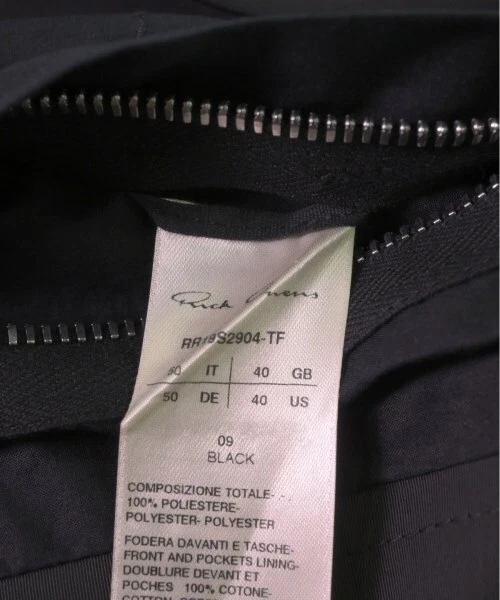 Rick Owens
RR19S2904-TF
50 IT 40 GB
50 DE 40 US
09
BLACK
COMPOSIZIONE TOTALE-
100% POLIESTERE-
POLYESTER- POLYESTER
FODERA DAVANTI E TASCHE-
FRONT AND POCKETS LINING-
DOUBLURE DEVANT ET
POCHES 100% COTONE-